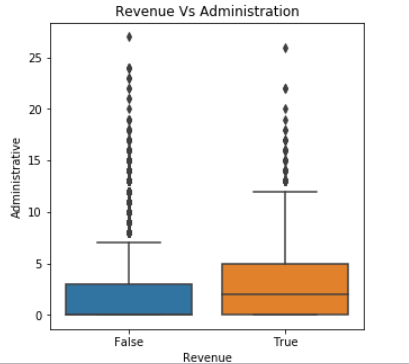 Revenue Vs Administration
25
20
15
10
5
0
Administrative
False
True
Revenue